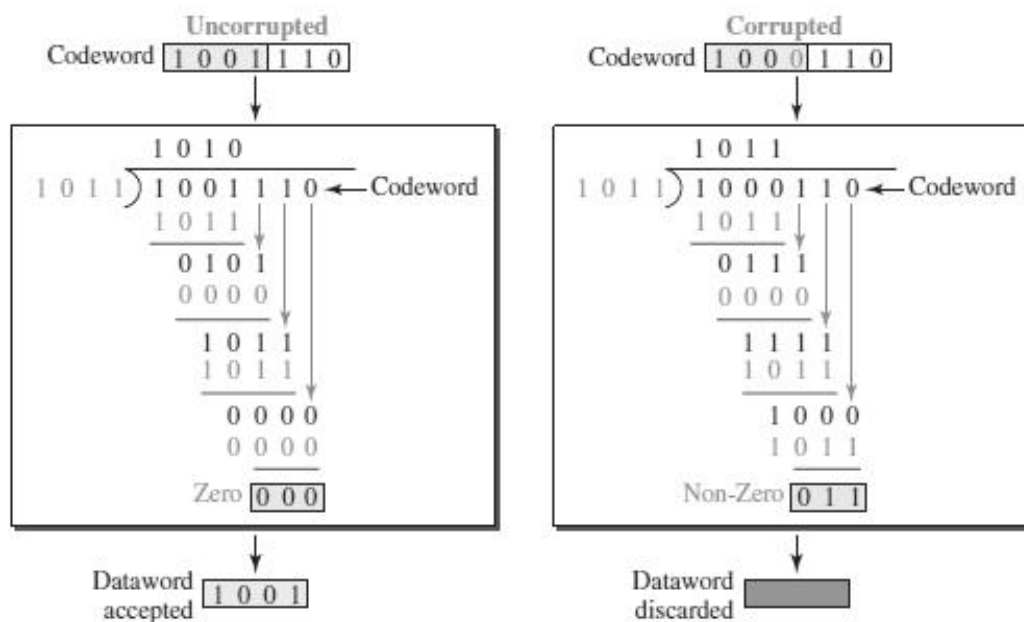 Uncorrupted
Codeword 1 0 0 1 1 1 0
1 0 1 0
1 0 1 1 ) 1 0 0 1 1 1 0 Codeword
1 0 1 1
0 1 0 1
0 0 0 0
1 0 1 1
1 0 1 1
0 0 0 0
0 0 0 0
Zero 0 0 0
Dataword
accepted 1 0 0 1
Corrupted
Codeword 1 0 0 0 1 1 0
1 0 1 1
1 0 1 1 ) 1 0 0 0 1 1 0 Codeword
1 0 1 1
0 1 1 1
0 0 0 0
1 1 1 1
1 0 1 1
1 0 0 0
1 0 1 1
Non-Zero 0 1 1
Dataword
discarded